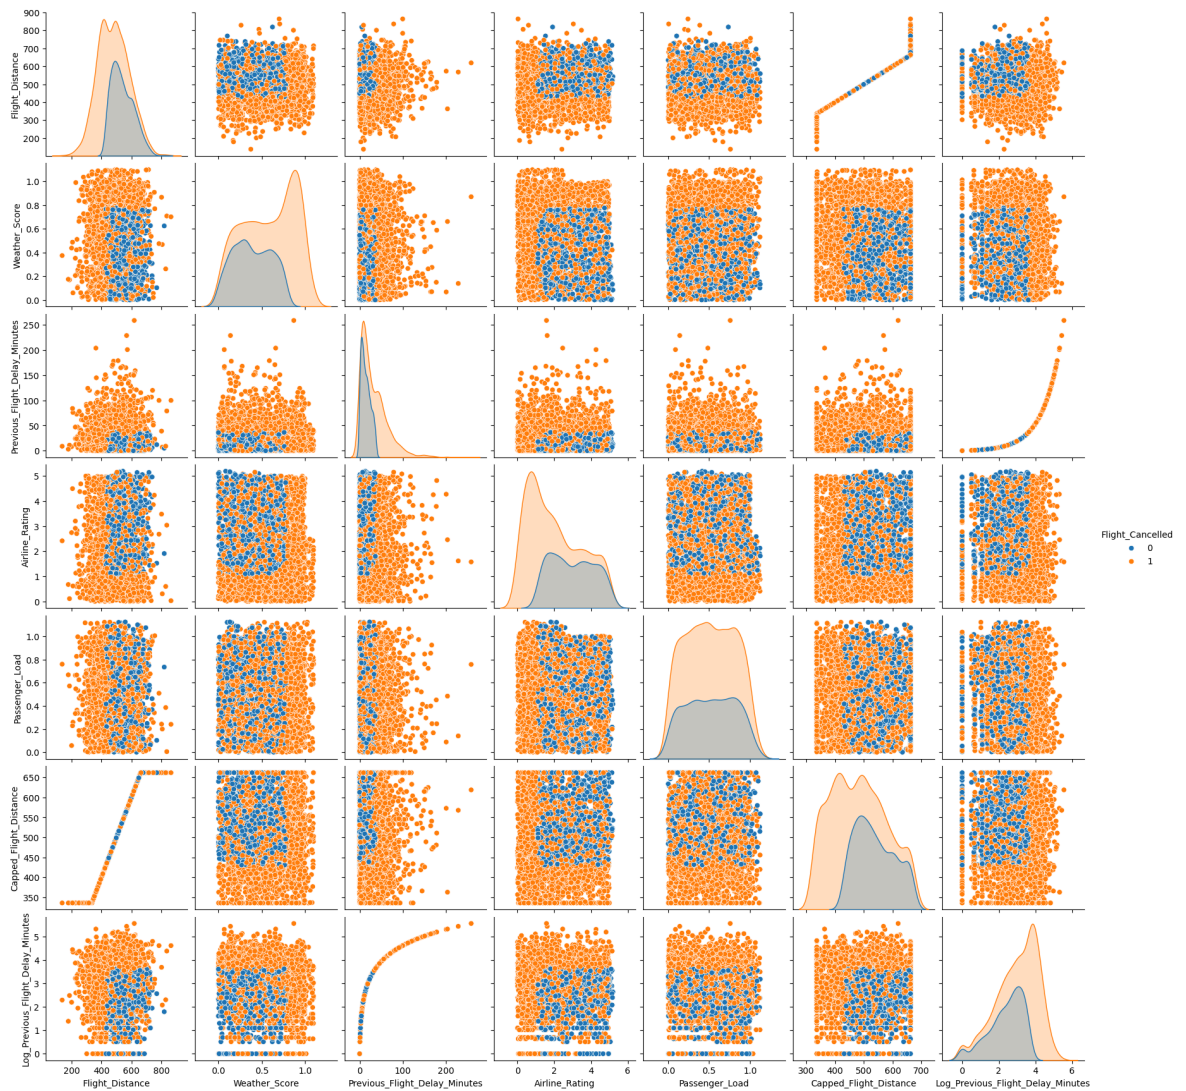 Flight_Distance
900
800
700
600
500
400
300
200
Weather_Score
1.0
0.8
0.6
0.4
0.2
0.0
Previous_Flight_Delay_Minutes
250
200
150
100
50
0
Airline_Rating
5
4
3
2
1
0
Flight_Cancelled
0
1
Passenger_Load
1.0
0.8
0.6
0.4
0.2
0.0
Capped_Flight_Distance
650
600
550
500
450
400
350
Log_Previous_Flight_Delay_Minutes
5
4
3
2
1
0
200 400 600 800
0.0 0.5 1.0
0 100 200
0 2 4 6
0.0 0.5 1.0
300 400 500 600 700
0 2 4 6
Flight_Distance Weather_Score Previous_Flight_Delay_Minutes Airline_Rating Passenger_Load Capped_Flight_Distance Log_Previous_Flight_Delay_Minutes